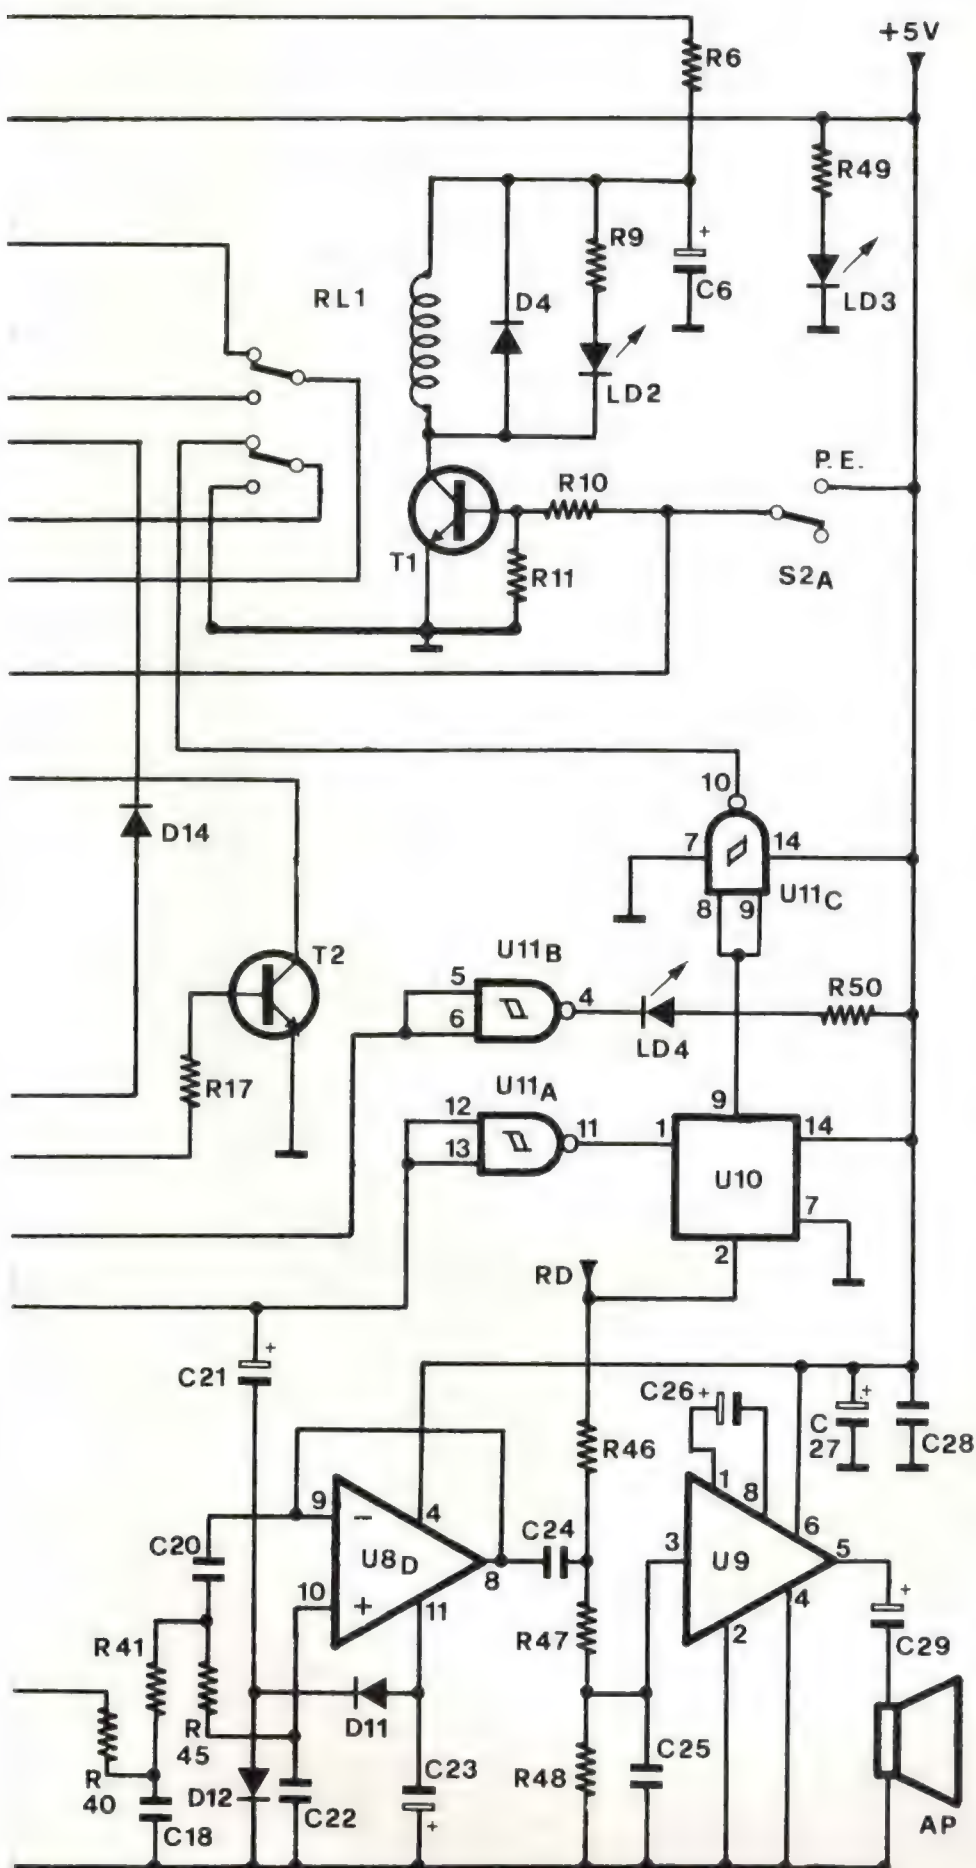 +5V
R6
R49
R9
+
RL1
D4
C6
LD3
LD2
P.E.
R10
T1
R11
S2A
10
D14
7
14
U11C
8
9
T2
U11B
5
4
R50
6
LD4
R17
U11A
9
12
11
1
14
13
U10
7
2
RD
+
C21
C26+
+
C
27
C28
R46
1
8
9
−
4
6
C20
U8D
C24
3
U9
5
10
+
8
4
+
11
R47
2
C29
R41
D11
R
45
C23
C25
R48
R
40
D12
C22
C18
+
AP